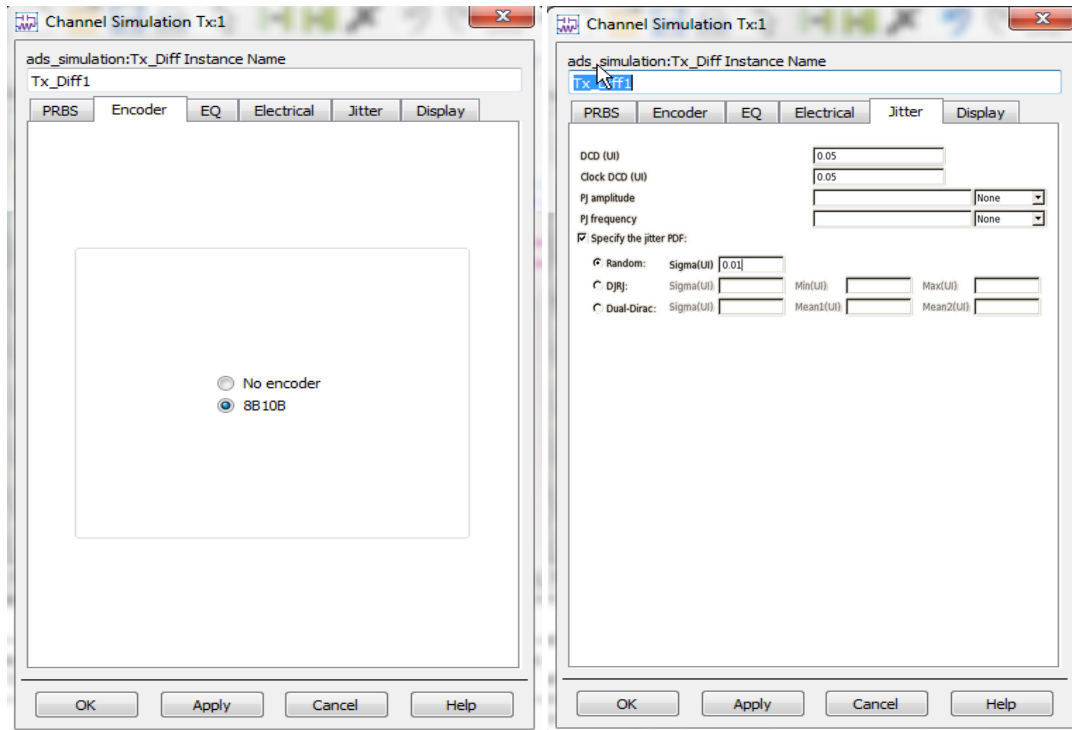 Channel Simulation Tx:1
ads_simulation:Tx_Diff Instance Name
Tx_Diff1
PRBS Encoder EQ Electrical Jitter Display
No encoder
8B10B
OK Apply Cancel Help
Channel Simulation Tx:1
ads_simulation:Tx_Diff Instance Name
Tx_Diff1
PRBS Encoder EQ Electrical Jitter Display
DCD (UI) 0.05
Clock DCD (UI) 0.05
PJ amplitude None
PJ frequency None
Specify the jitter PDF:
Random: Sigma(UI) 0.01
DJRJ: Sigma(UI) Min(UI) Max(UI)
Dual-Dirac: Sigma(UI) Mean1(UI) Mean2(UI)
OK Apply Cancel Help